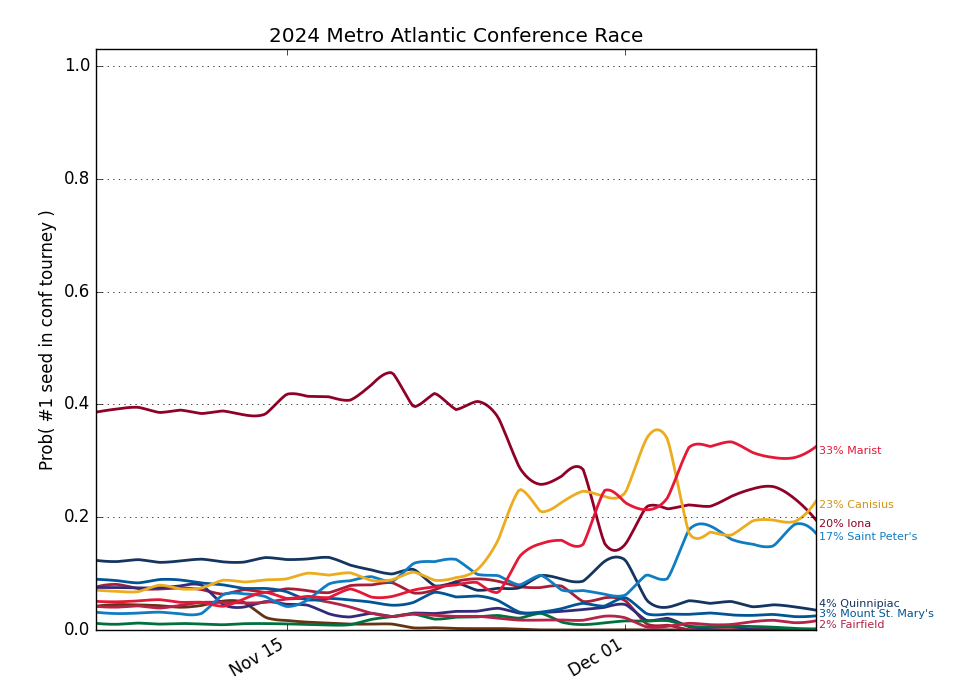 2024 Metro Atlantic Conference Race
Prob( #1 seed in conf tourney )
1.0
0.8
0.6
0.4
0.2
0.0
Nov 15
Dec 01
33% Marist
23% Canisius
20% Iona
17% Saint Peter's
4% Quinnipiac
3% Mount St. Mary's
2% Fairfield